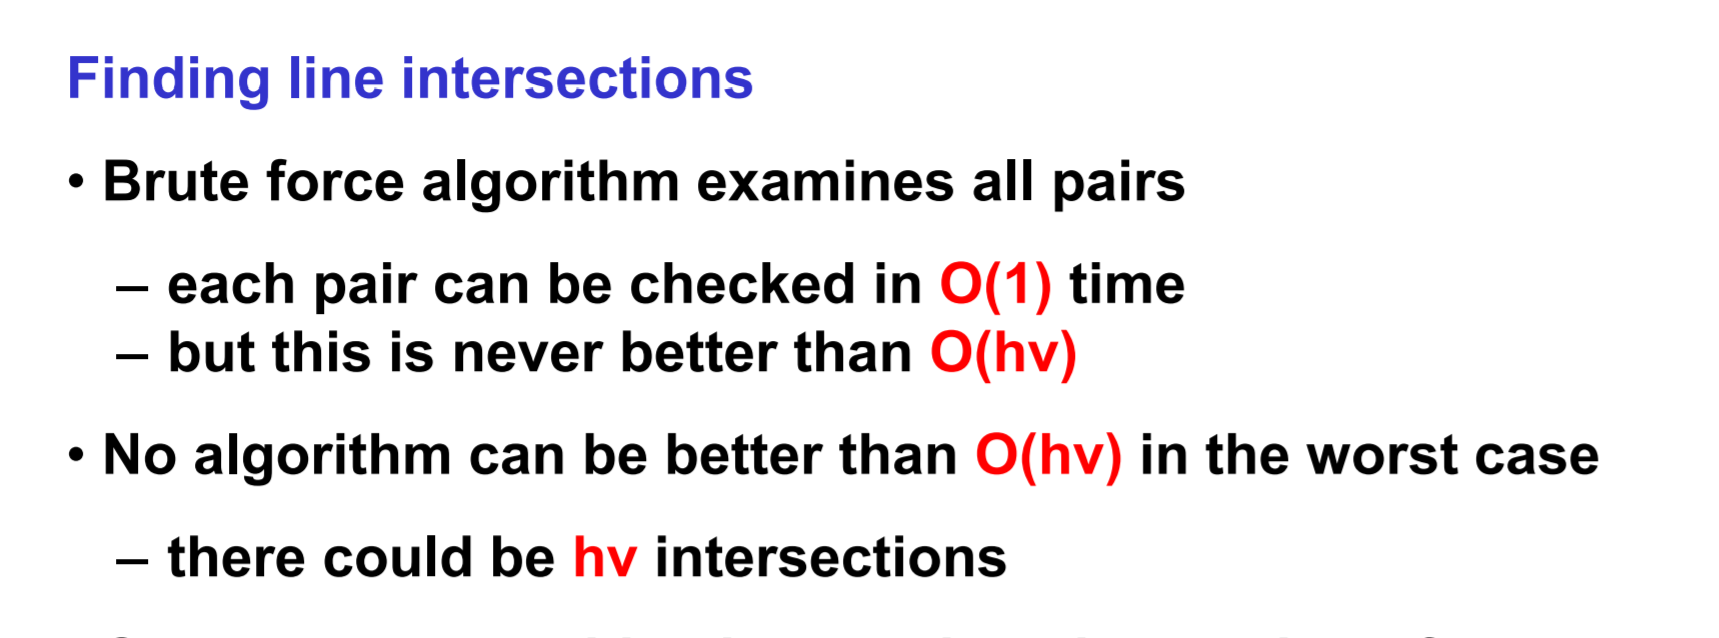 Finding line intersections
• Brute force algorithm examines all pairs
– each pair can be checked in O(1) time
– but this is never better than O(hv)
• No algorithm can be better than O(hv) in the worst case
– there could be hv intersections